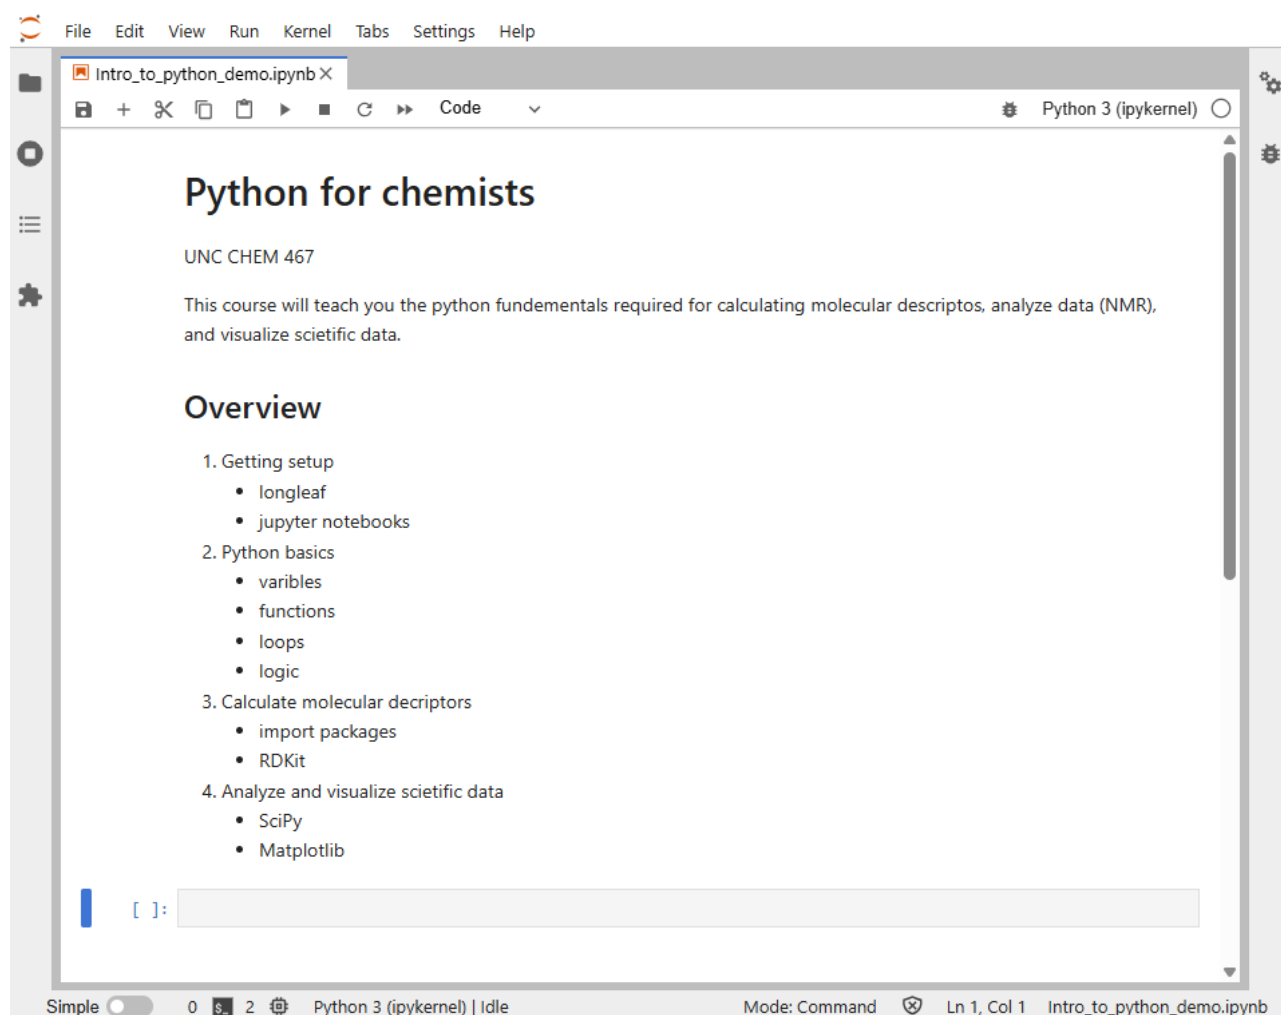 File Edit View Run Kernel Tabs Settings Help
Intro_to_python_demo.ipynb
Code Python 3 (ipykernel)
Python for chemists
UNC CHEM 467
This course will teach you the python fundementals required for calculating molecular descriptos, analyze data (NMR),
and visualize scietific data.
Overview
1. Getting setup
• longleaf
• jupyter notebooks
2. Python basics
• varibles
• functions
• loops
• logic
3. Calculate molecular decriptors
• import packages
• RDKit
4. Analyze and visualize scietific data
• SciPy
• Matplotlib
[ ]:
Simple 0 $_ 2 Python 3 (ipykernel) | Idle Mode: Command Ln 1, Col 1 Intro_to_python_demo.ipynb